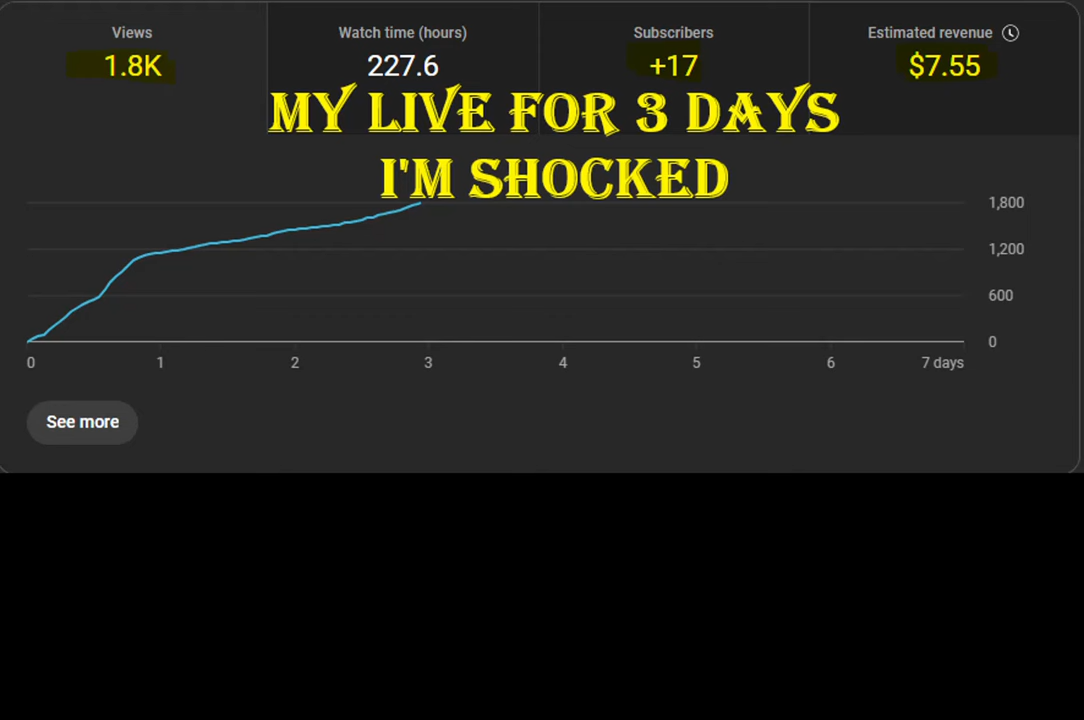 Views Watch time (hours) Subscribers Estimated revenue
1.8K 227.6 +17 $7.55
MY LIVE FOR 3 DAYS
I'M SHOCKED
1,800
1,200
600
0
0 1 2 3 4 5 6 7 days
See more